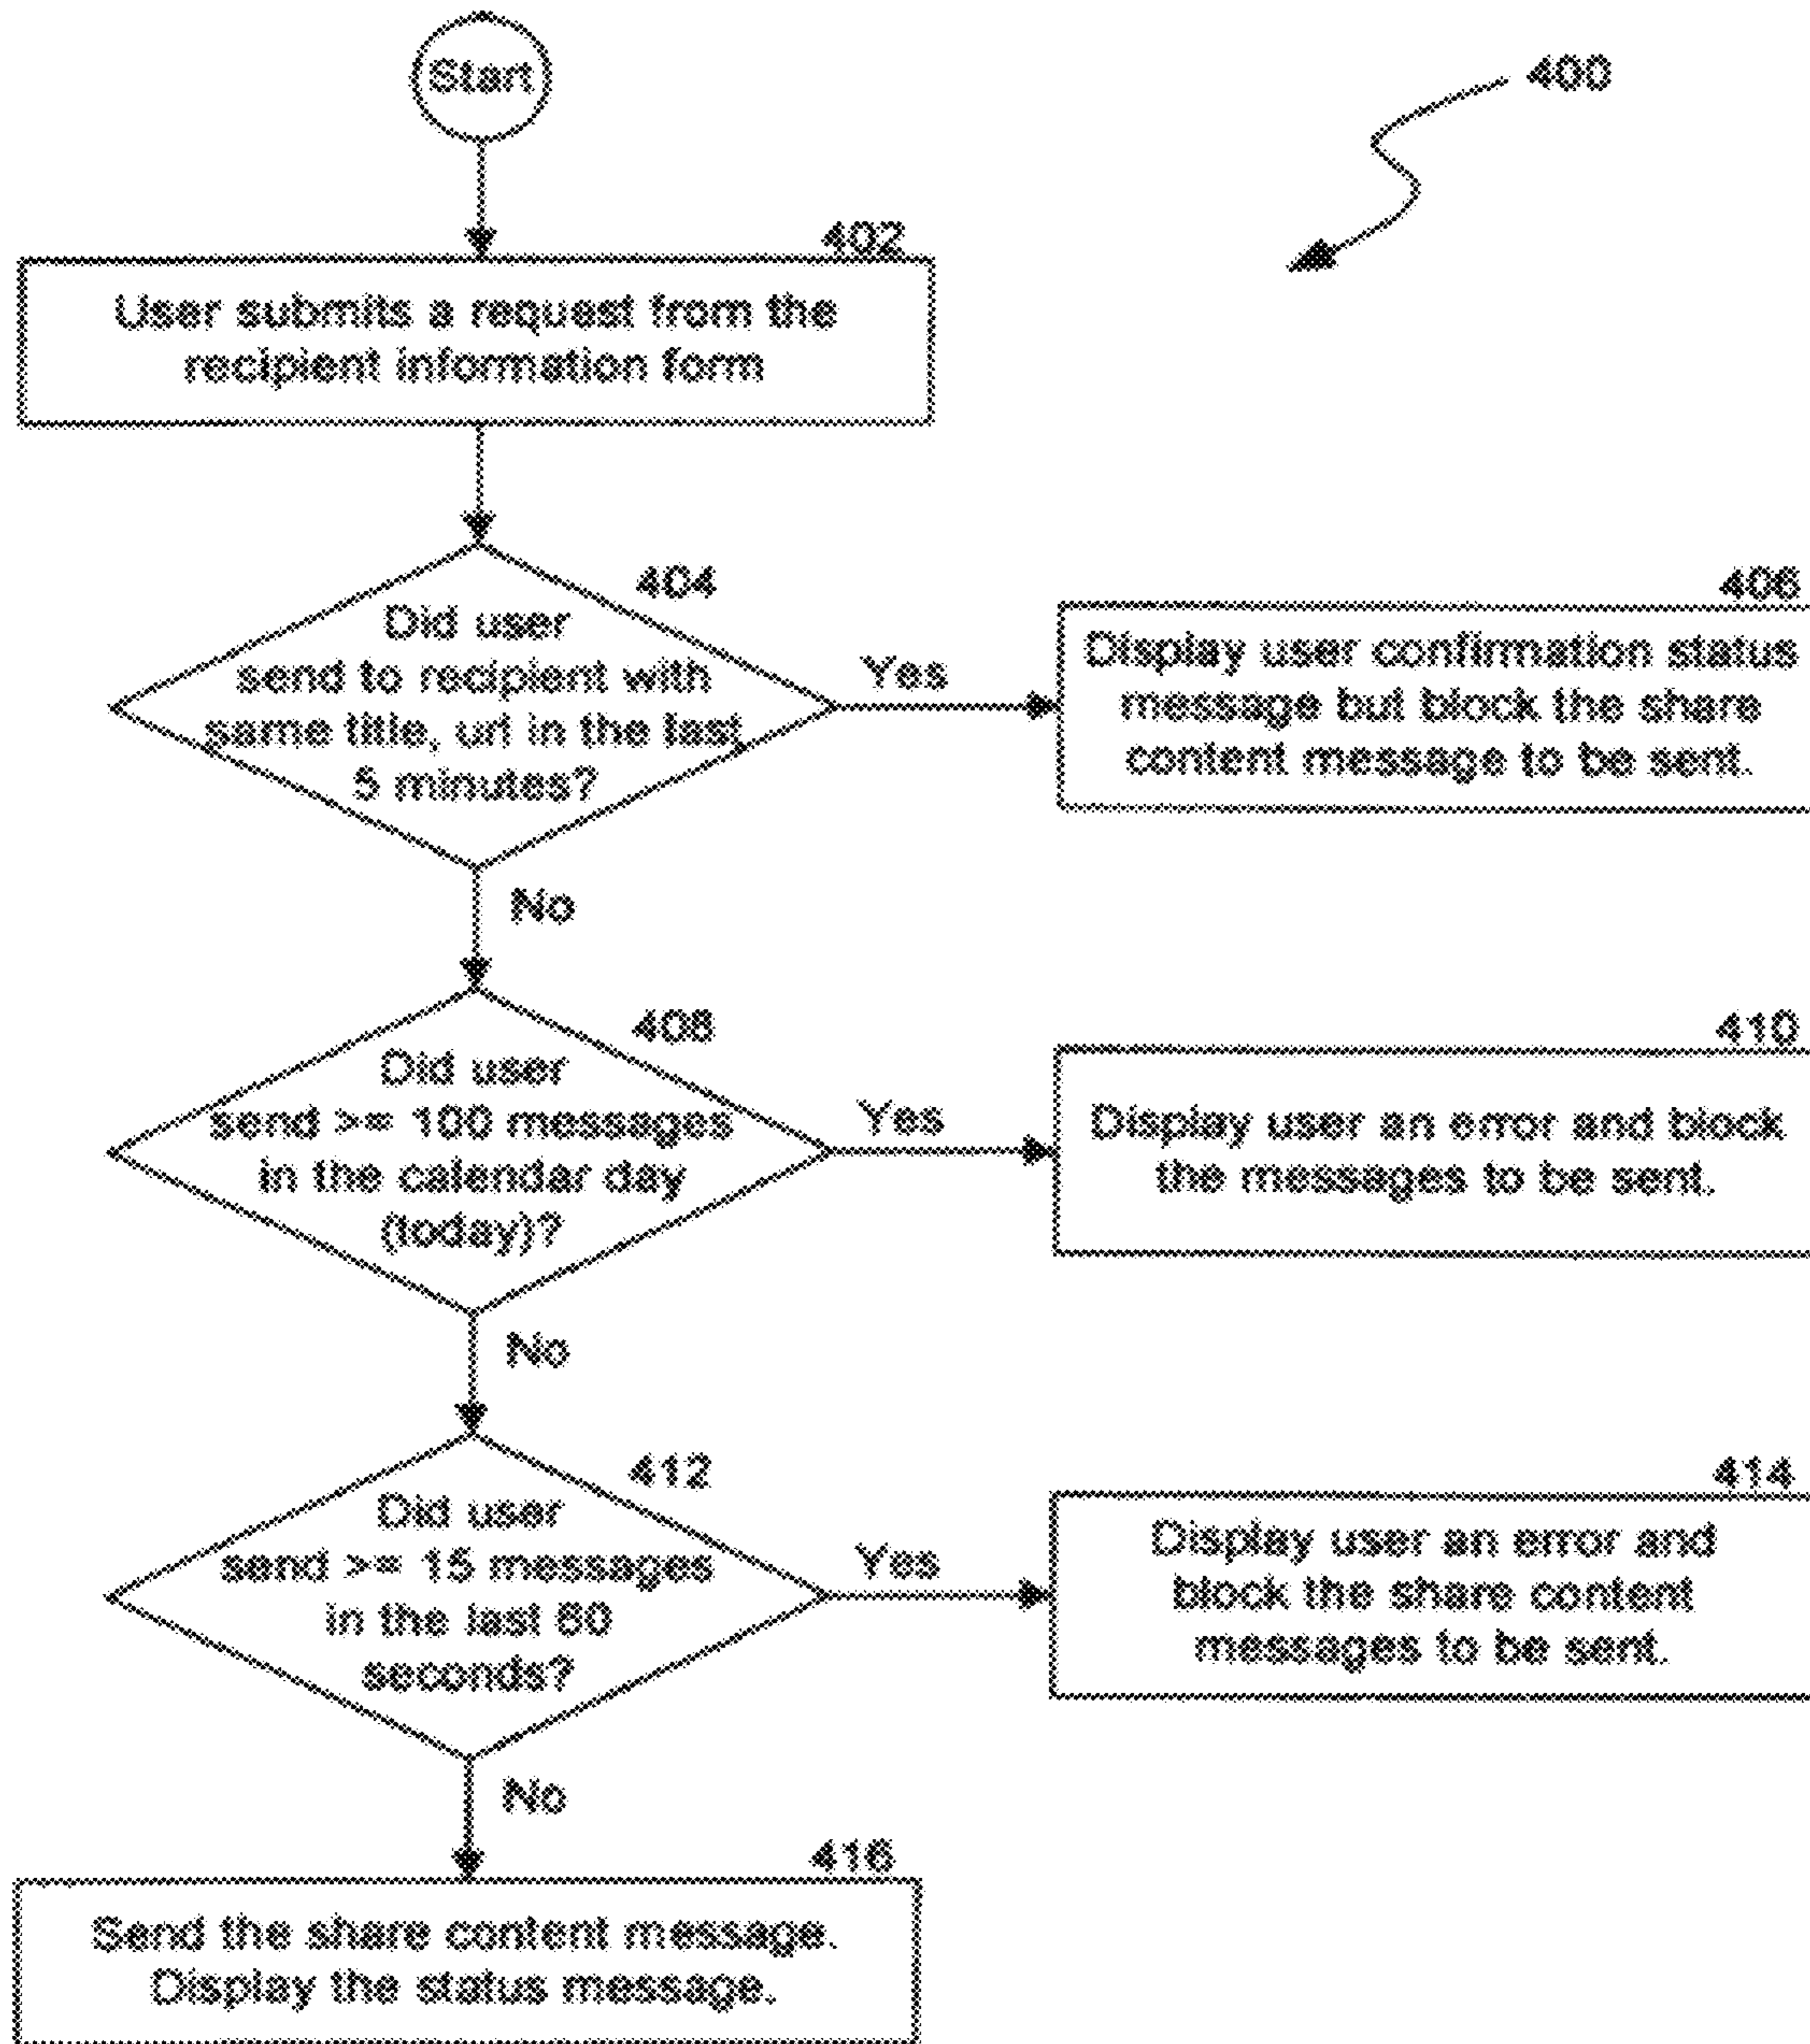 Start
400
402
User submits a request from the
recipient information form
404
Did user
send to recipient with
same title, url in the last
5 minutes?
Yes
406
Display user confirmation status
message but block the share
content message to be sent.
No
408
Did user
send >= 100 messages
in the calendar day
(today)?
Yes
410
Display user an error and block
the messages to be sent.
No
412
Did user
send >= 15 messages
in the last 60
seconds?
Yes
414
Display user an error and
block the share content
messages to be sent.
No
416
Send the share content message.
Display the status message.